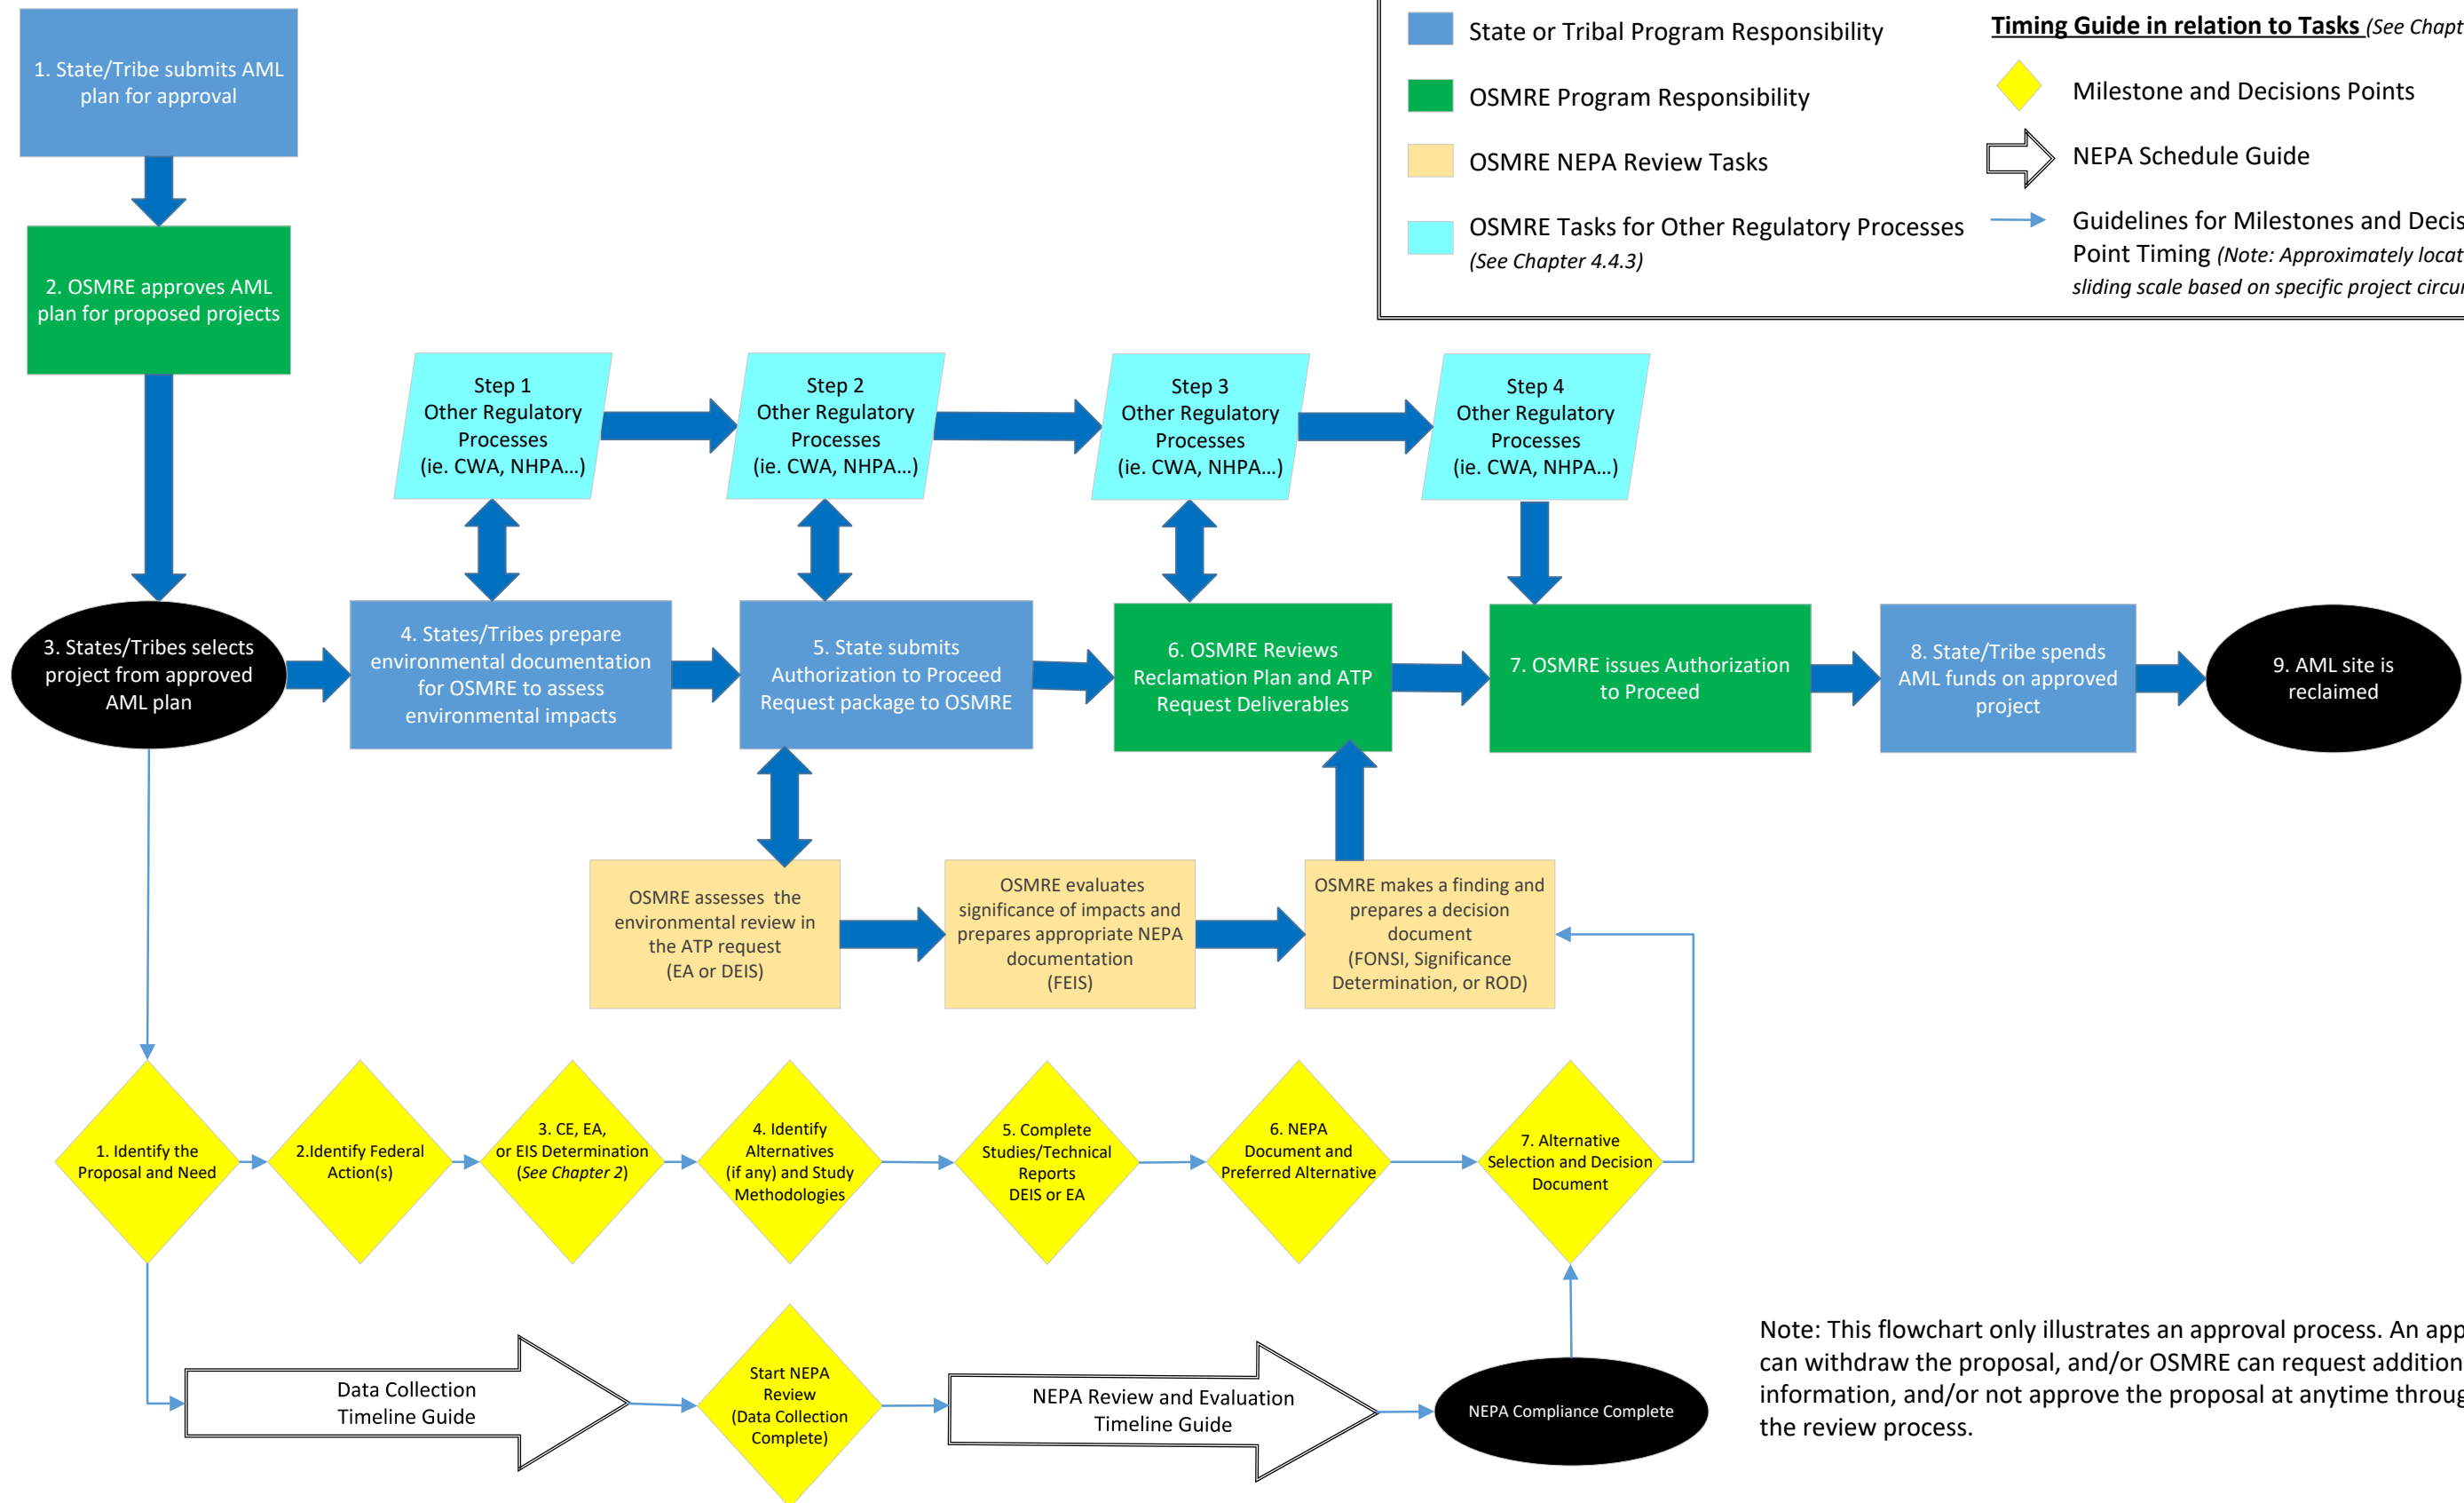 1. State/Tribe submits AML
plan for approval
State or Tribal Program Responsibility
OSMRE Program Responsibility
OSMRE NEPA Review Tasks
OSMRE Tasks for Other Regulatory Processes
(See Chapter 4.4.3)
Timing Guide in relation to Tasks (See
Milestone and Decisions Points
NEPA Schedule Guide
Guidelines for Milestones and
Point Timing (Note: Approximately
sliding scale based on specific project
2. OSMRE approves AML
plan for proposed projects
Step 1
Other Regulatory
Processes
(ie. CWA, NHPA...)
Step 2
Other Regulatory
Processes
(ie. CWA, NHPA...)
Step 3
Other Regulatory
Processes
(ie. CWA, NHPA...)
Step 4
Other Regulatory
Processes
(ie. CWA, NHPA...)
3. States/Tribes selects
project from approved
AML plan
4. States/Tribes prepare
environmental documentation
for OSMRE to assess
environmental impacts
5. State submits
Authorization to Proceed
Request package to OSMRE
6. OSMRE Reviews
Reclamation Plan and ATP
Request Deliverables
7. OSMRE issues Authorization
to Proceed
8. State/Tribe spends
AML funds on approved
project
9. AML site is
reclaimed
OSMRE assesses the
environmental review in
the ATP request
(EA or DEIS)
OSMRE evaluates
significance of impacts and
prepares appropriate NEPA
documentation
(FEIS)
OSMRE makes a finding and
prepares a decision
document
(FONSI, Significance
Determination, or ROD)
1. Identify the
Proposal and Need
2.Identify Federal
Action(s)
3. CE, EA,
or EIS Determination
(See Chapter 2)
4. Identify
Alternatives
(if any) and Study
Methodologies
5. Complete
Studies/Technical
Reports
DEIS or EA
6. NEPA
Document and
Preferred Alternative
7. Alternative
Selection and Decision
Document
Data Collection
Timeline Guide
Start NEPA
Review
(Data Collection
Complete)
NEPA Review and Evaluation
Timeline Guide
NEPA Compliance Complete
Note: This flowchart only illustrates an approval process. An
can withdraw the proposal, and/or OSMRE can request
information, and/or not approve the proposal at anytime
the review process.